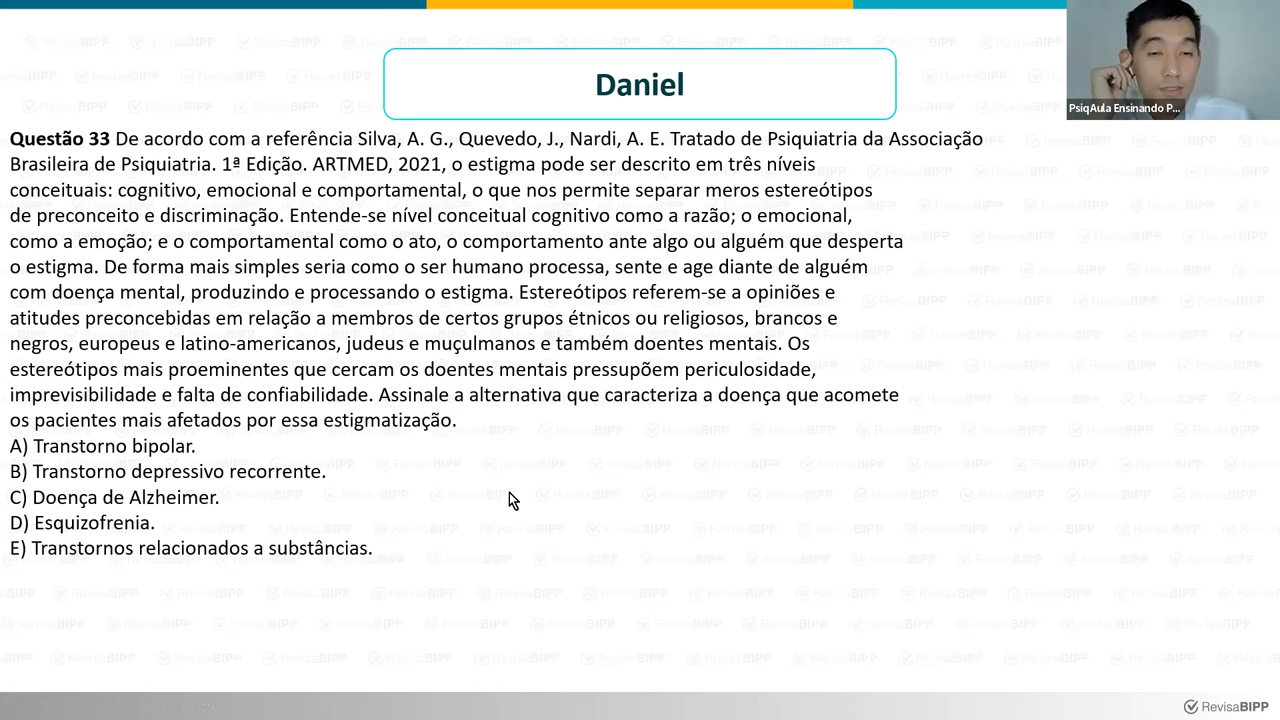 Daniel
PsiqAula Ensinando P...
Questão 33 De acordo com a referência Silva, A. G., Quevedo, J., Nardi, A. E. Tratado de Psiquiatria da Associação
Brasileira de Psiquiatria. 1ª Edição. ARTMED, 2021, o estigma pode ser descrito em três níveis
conceituais: cognitivo, emocional e comportamental, o que nos permite separar meros estereótipos
de preconceito e discriminação. Entende-se nível conceitual cognitivo como a razão; o emocional,
como a emoção; e o comportamental como o ato, o comportamento ante algo ou alguém que desperta
o estigma. De forma mais simples seria como o ser humano processa, sente e age diante de alguém
com doença mental, produzindo e processando o estigma. Estereótipos referem-se a opiniões e
atitudes preconcebidas em relação a membros de certos grupos étnicos ou religiosos, brancos e
negros, europeus e latino-americanos, judeus e muçulmanos e também doentes mentais. Os
estereótipos mais proeminentes que cercam os doentes mentais pressupõem periculosidade,
imprevisibilidade e falta de confiabilidade. Assinale a alternativa que caracteriza a doença que acomete
os pacientes mais afetados por essa estigmatização.
A) Transtorno bipolar.
B) Transtorno depressivo recorrente.
C) Doença de Alzheimer.
D) Esquizofrenia.
E) Transtornos relacionados a substâncias.
RevisaBIPP